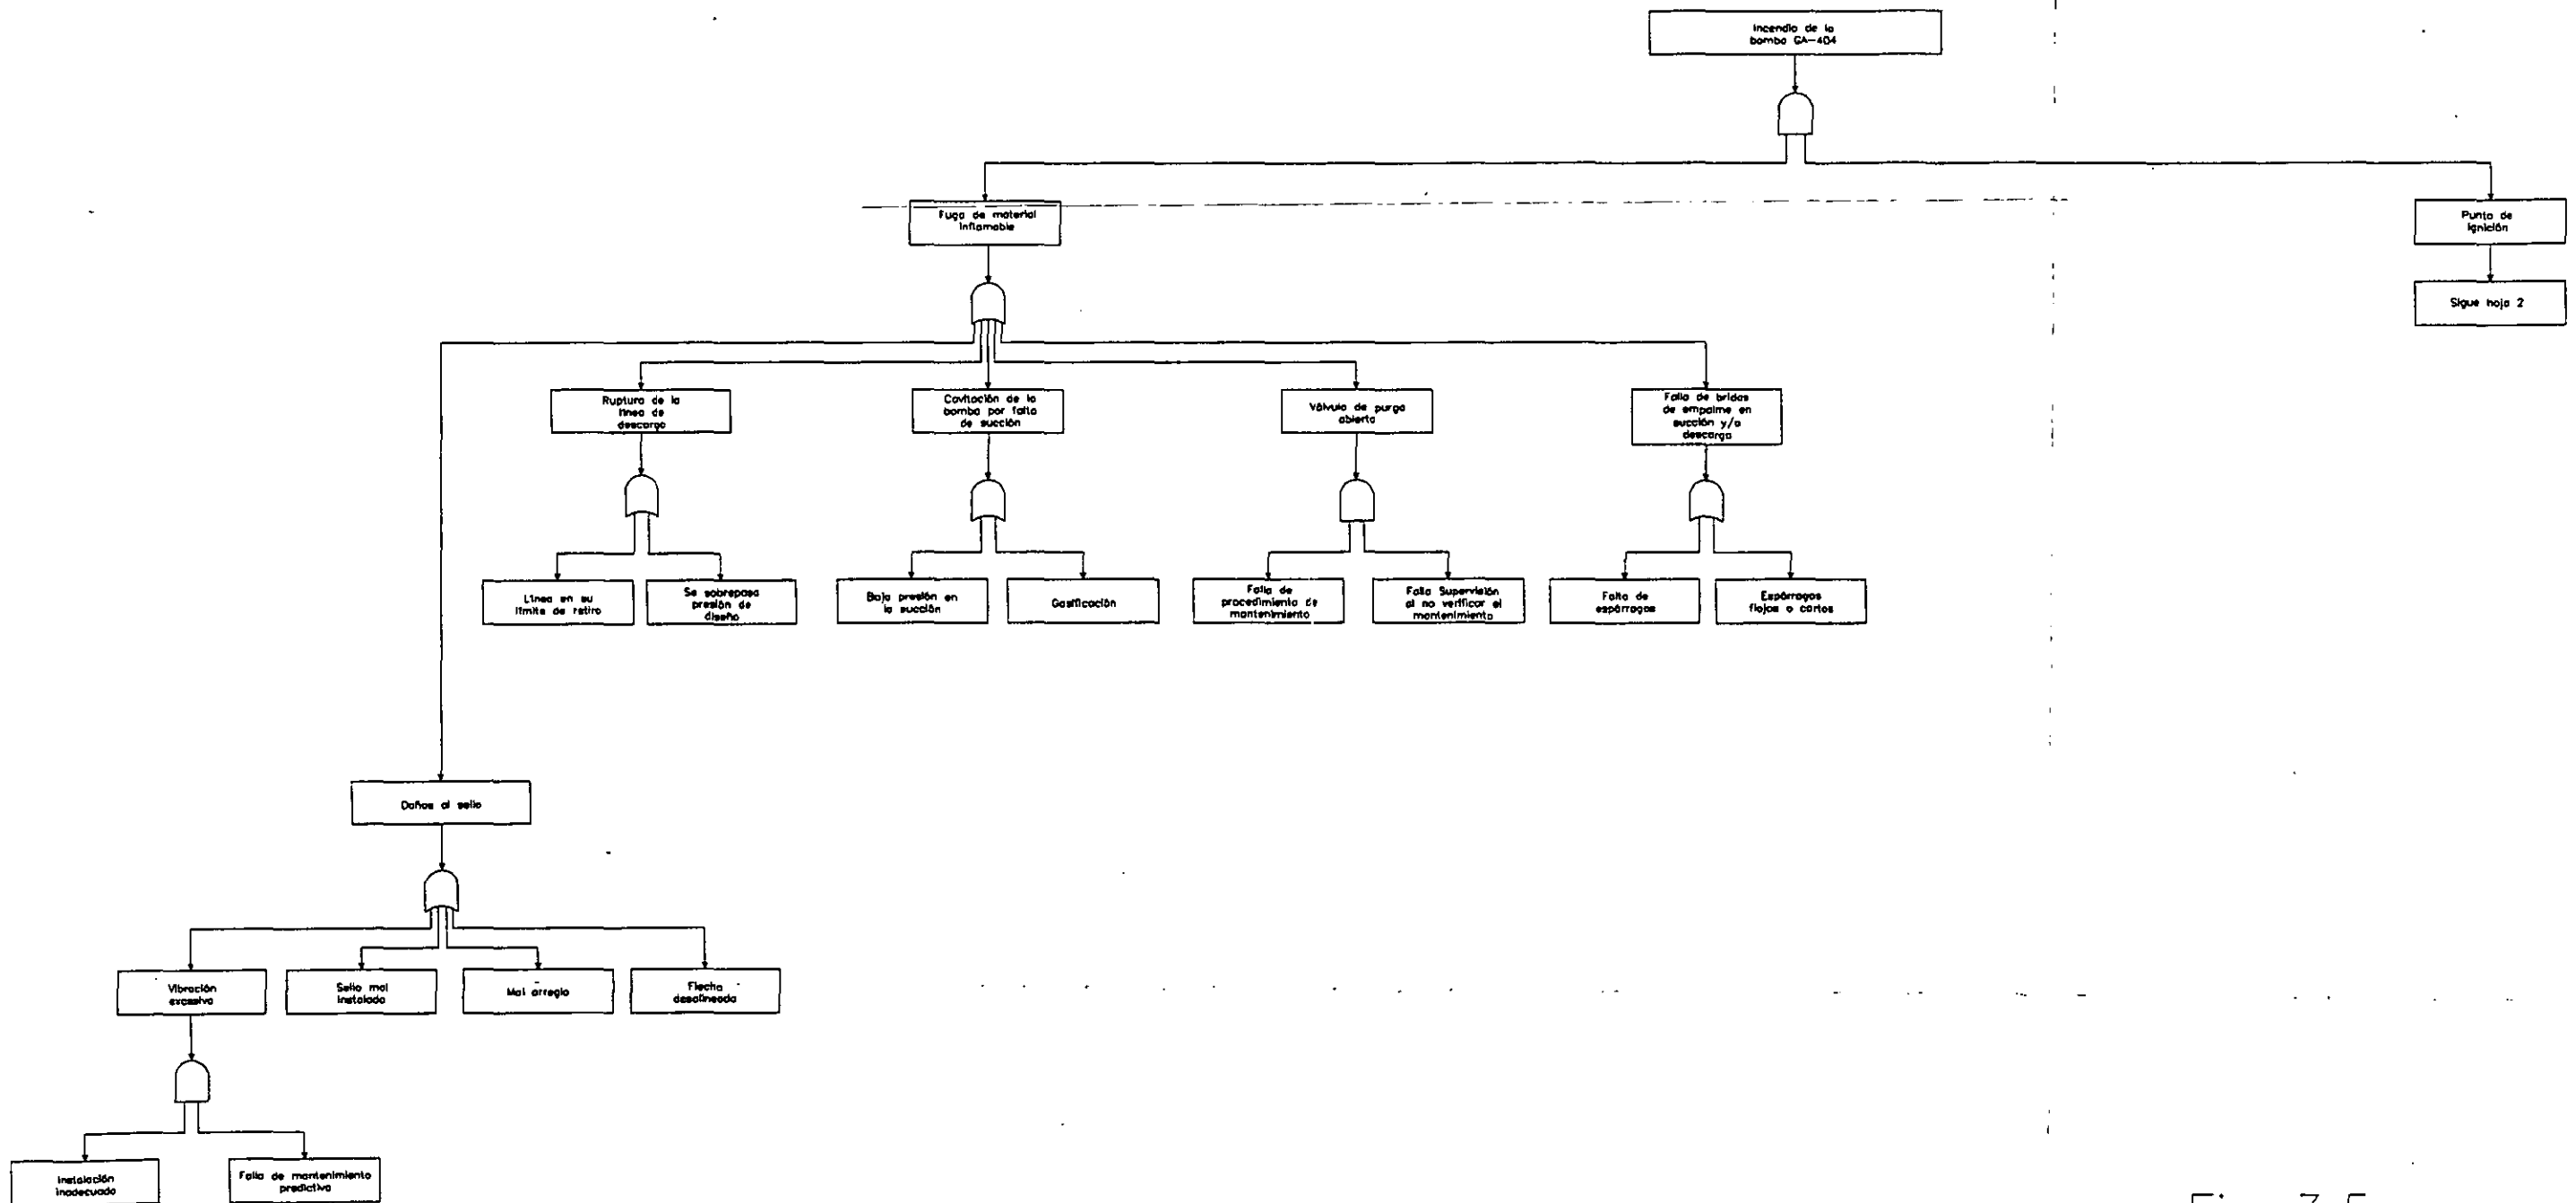 Incendio de la
bomba GA-404
Fuga de material
inflamable
Punto de
ignición
Sigue hoja 2
Ruptura de la
línea de
descarga
Cavitación de la
bomba por falta
de succión
Válvula de purga
abierta
Falla de bridas
de empalme en
succión y/o
descarga
Línea en su
límite de retiro
Se sobrepasa
presión de
diseño
Baja presión en
la succión
Gasificación
Falla de
procedimiento de
mantenimiento
Falla Supervisión
al no verificar el
mantenimiento
Falta de
espárragos
Espárragos
flojos o cortos
Daños al sello
Vibración
excesiva
Sello mal
instalado
Mal arreglo
Flecha
desalineada
Instalación
inadecuada
Falla de mantenimiento
predictivo